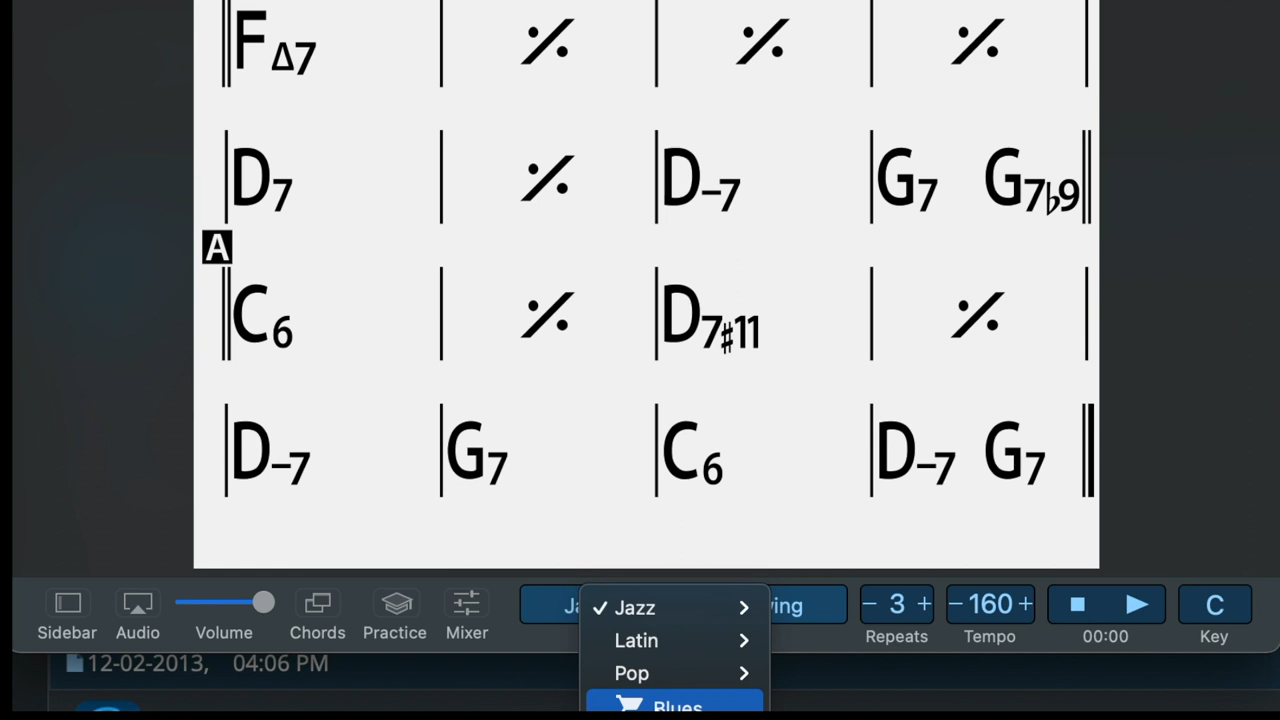 FΔ7 | 𝄎 | 𝄎 | 𝄎
D7 | 𝄎 | D–7 | G7 G7♭9
A
C6 | 𝄎 | D7♯11 | 𝄎
D–7 | G7 | C6 | D–7 G7
✓ Jazz
Latin
Pop
Blues
− 3 +
−160+
C
Sidebar Audio Volume Chords Practice Mixer
Repeats Tempo 00:00 Key
12-02-2013, 04:06 PM